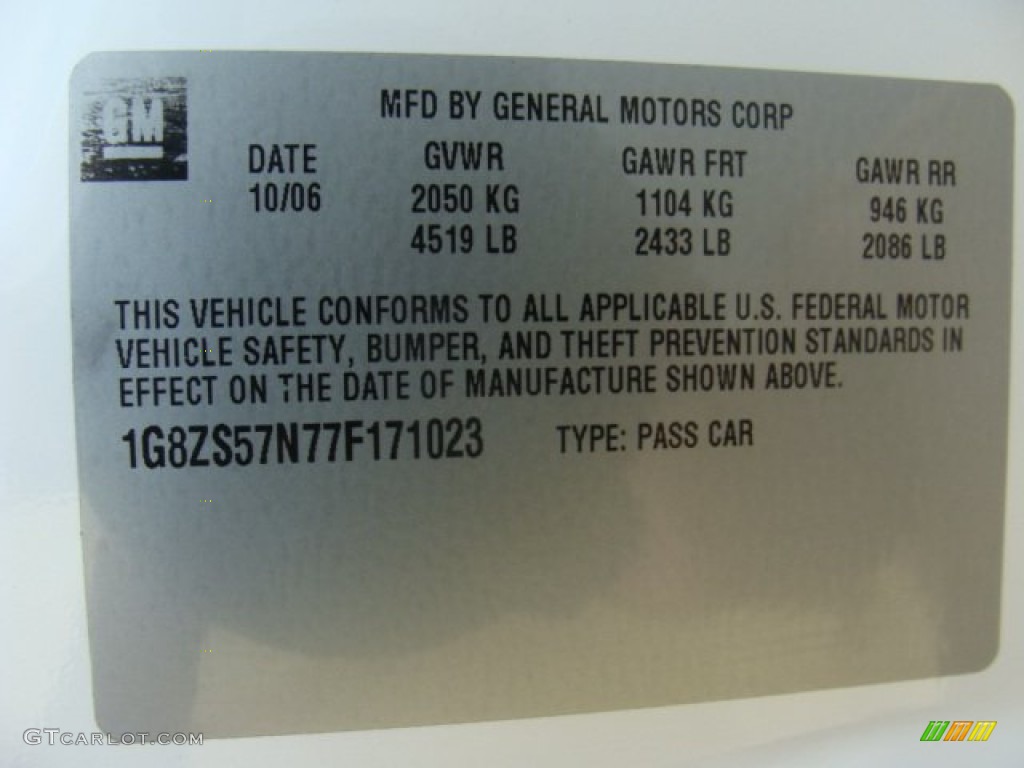 GM
MFD BY GENERAL MOTORS CORP
DATE GVWR GAWR FRT GAWR RR
10/06 2050 KG 1104 KG 946 KG
4519 LB 2433 LB 2086 LB
THIS VEHICLE CONFORMS TO ALL APPLICABLE U.S. FEDERAL MOTOR
VEHICLE SAFETY, BUMPER, AND THEFT PREVENTION STANDARDS IN
EFFECT ON THE DATE OF MANUFACTURE SHOWN ABOVE.
1G8ZS57N77F171023 TYPE: PASS CAR
GTCARLOT.COM